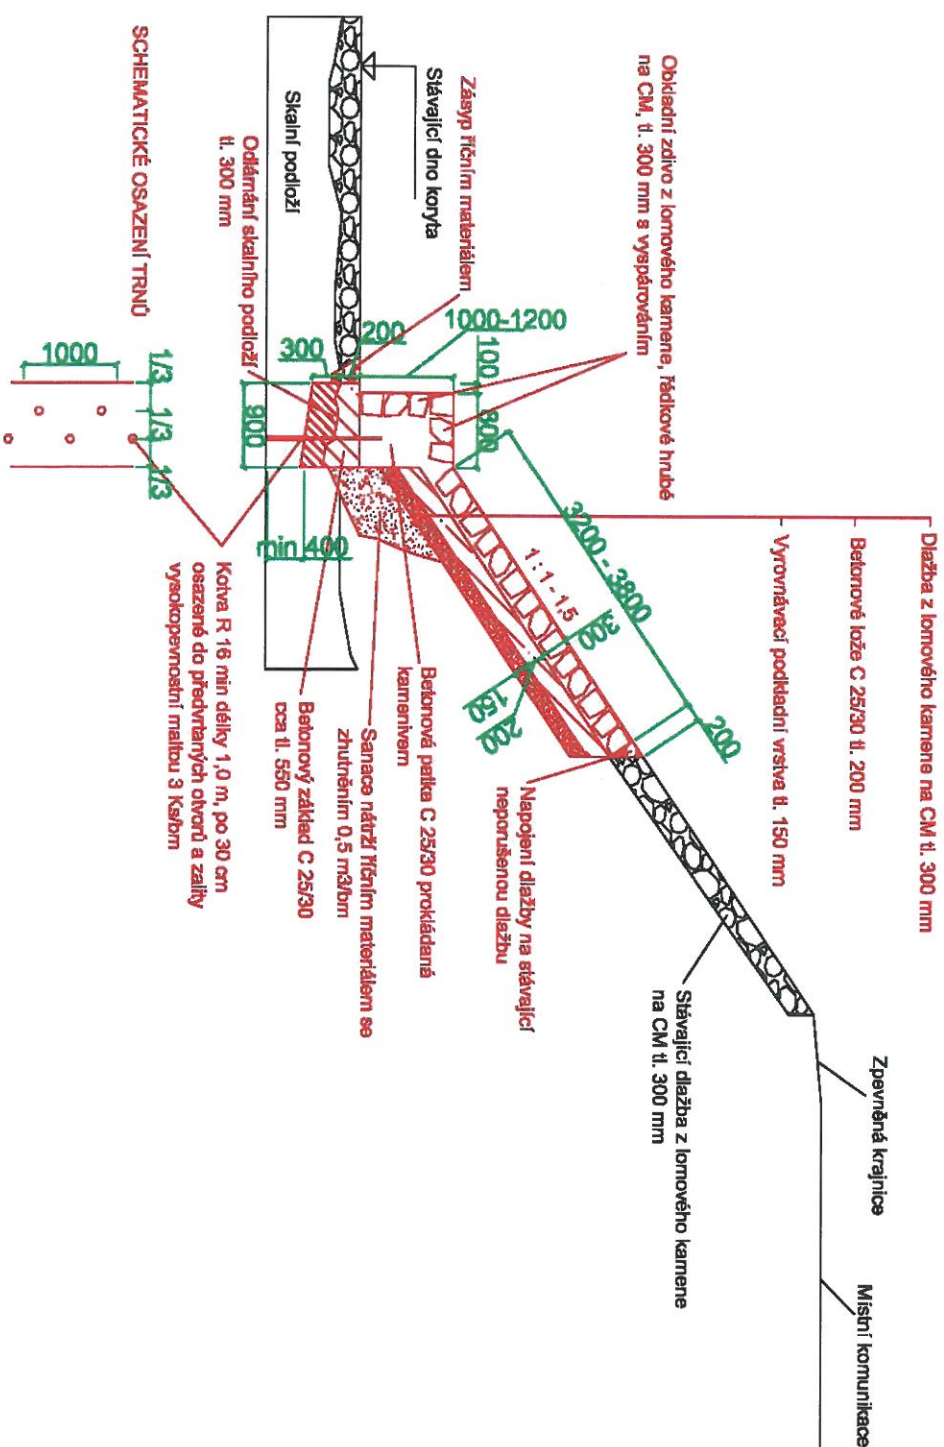 Dlažba z lomového kamene na CM tl. 300 mm
Betonové lože C 25/30 tl. 200 mm
Vyrovnávací podkladní vrstva tl. 150 mm
Zpevněná krajnice
Místní komunikace
Obkladní zdivo z lomového kamene, řádkové hrubé
na CM, tl. 300 mm s vyspárováním
Stávající dlažba z lomového kamene
na CM tl. 300 mm
3200 - 3800
200
1:1-1,5
300
200
150
Napojení dlažby na stávající
neporušenou dlažbu
Zásyp říčním materiálem
Stávající dno koryta
1000-1200
100
800
200
300
Skalní podloží
Odlámání skalního podloží
tl. 300 mm
900
min 400
Betonová patka C 25/30 prokládaná
kamenivem
Sanace nátrží říčním materiálem se
zhutněním 0,5 m3/bm
Betonový základ C 25/30
cca tl. 550 mm
Kotva R 16 min délky 1,0 m, po 30 cm
osazené do předvrtaných otvorů a zality
vysokopevnostní maltou 3 Ks/bm
SCHEMATICKÉ OSAZENÍ TRNŮ
1/3
1/3
1/3
1000